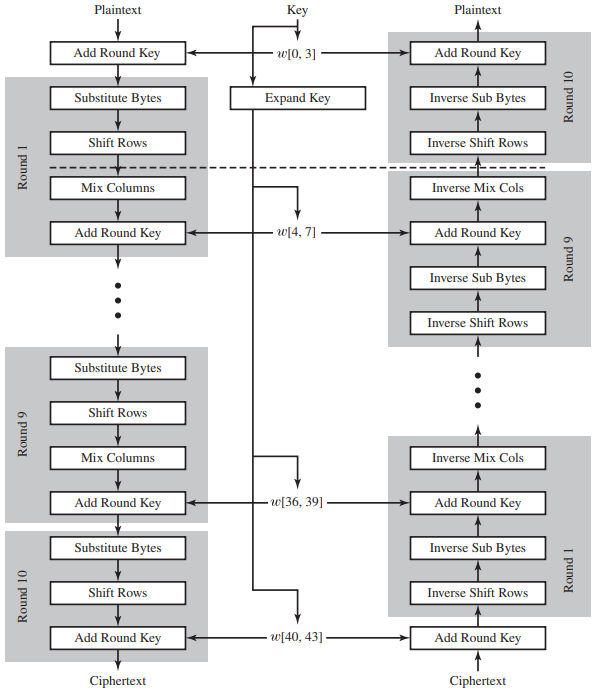 Plaintext
Key
Plaintext
Add Round Key
w[0, 3]
Add Round Key
Substitute Bytes
Expand Key
Inverse Sub Bytes
Round 10
Shift Rows
Inverse Shift Rows
Round 1
Mix Columns
Inverse Mix Cols
Add Round Key
w[4, 7]
Add Round Key
Round 9
Inverse Sub Bytes
Inverse Shift Rows
Substitute Bytes
Shift Rows
Round 9
Mix Columns
Inverse Mix Cols
Add Round Key
w[36, 39]
Add Round Key
Substitute Bytes
Inverse Sub Bytes
Round 1
Shift Rows
Inverse Shift Rows
Round 10
Add Round Key
w[40, 43]
Add Round Key
Ciphertext
Ciphertext